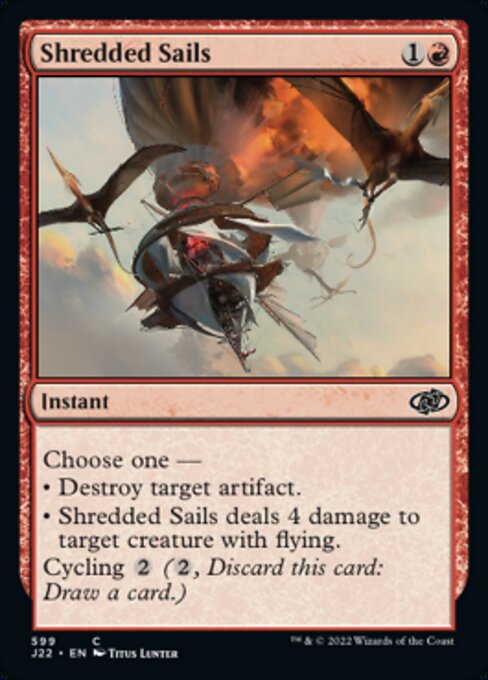 Shredded Sails 1
Instant
Choose one —
• Destroy target artifact.
• Shredded Sails deals 4 damage to
target creature with flying.
Cycling 2 (2, Discard this card:
Draw a card.)
599 C
J22 • EN Titus Lunter
™ & © 2022 Wizards of the Coast